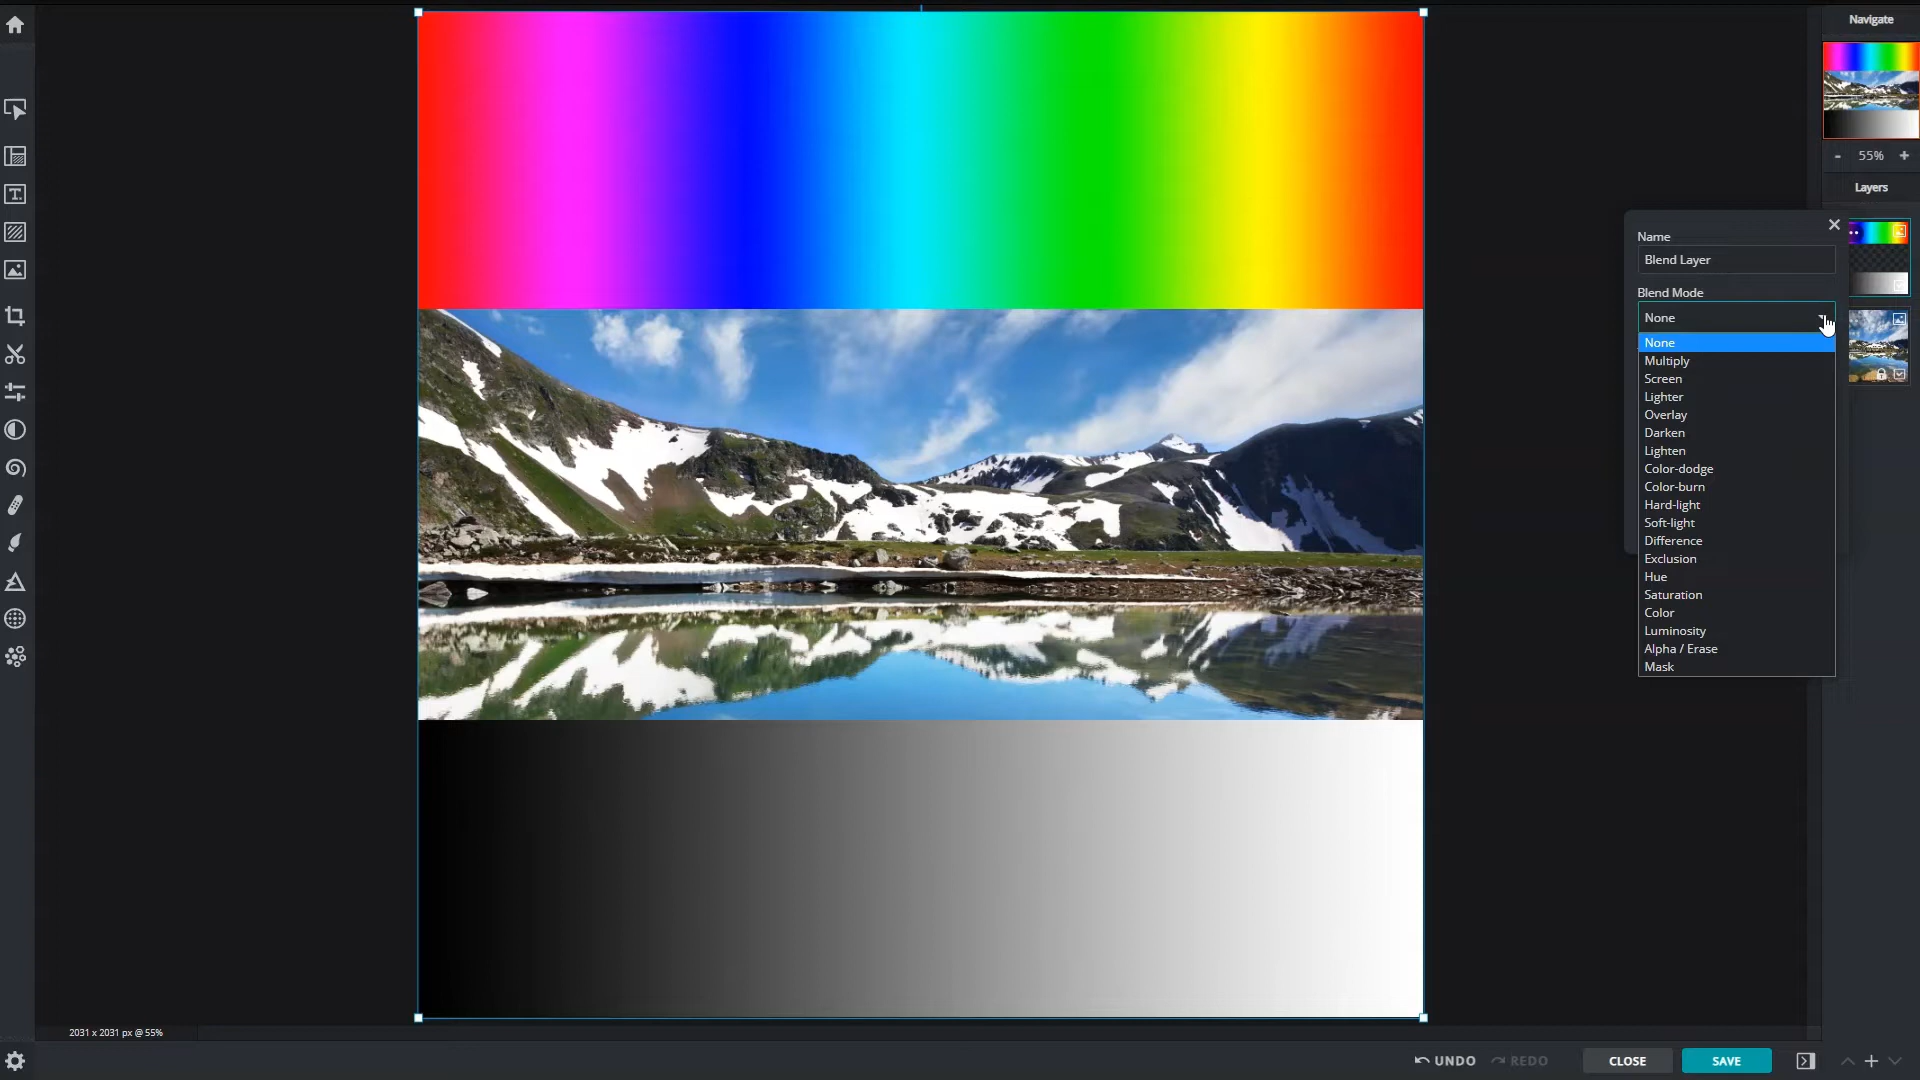 Navigate
- 55% +
Layers
Name
Blend Layer
Blend Mode
None
None
Multiply
Screen
Lighter
Overlay
Darken
Lighten
Color-dodge
Color-burn
Hard-light
Soft-light
Difference
Exclusion
Hue
Saturation
Color
Luminosity
Alpha / Erase
Mask
2031 x 2031 px @ 55%
UNDO
REDO
CLOSE
SAVE